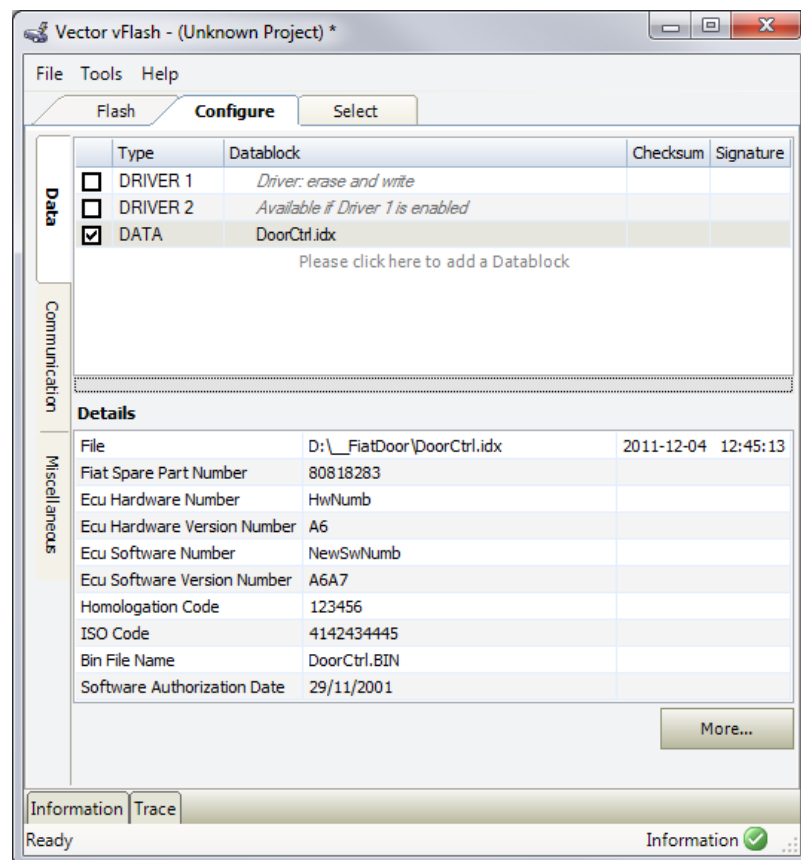 Vector vFlash - (Unknown Project) *
File Tools Help
Flash Configure Select
Type Datablock Checksum Signature
DRIVER 1 Driver: erase and write
DRIVER 2 Available if Driver 1 is enabled
DATA DoorCtrl.idx
Please click here to add a Datablock
Data
Communication
Miscellaneous
Details
File D:\__FiatDoor\DoorCtrl.idx 2011-12-04 12:45:13
Fiat Spare Part Number 80818283
Ecu Hardware Number HwNumb
Ecu Hardware Version Number A6
Ecu Software Number NewSwNumb
Ecu Software Version Number A6A7
Homologation Code 123456
ISO Code 4142434445
Bin File Name DoorCtrl.BIN
Software Authorization Date 29/11/2001
More...
Information Trace
Ready Information